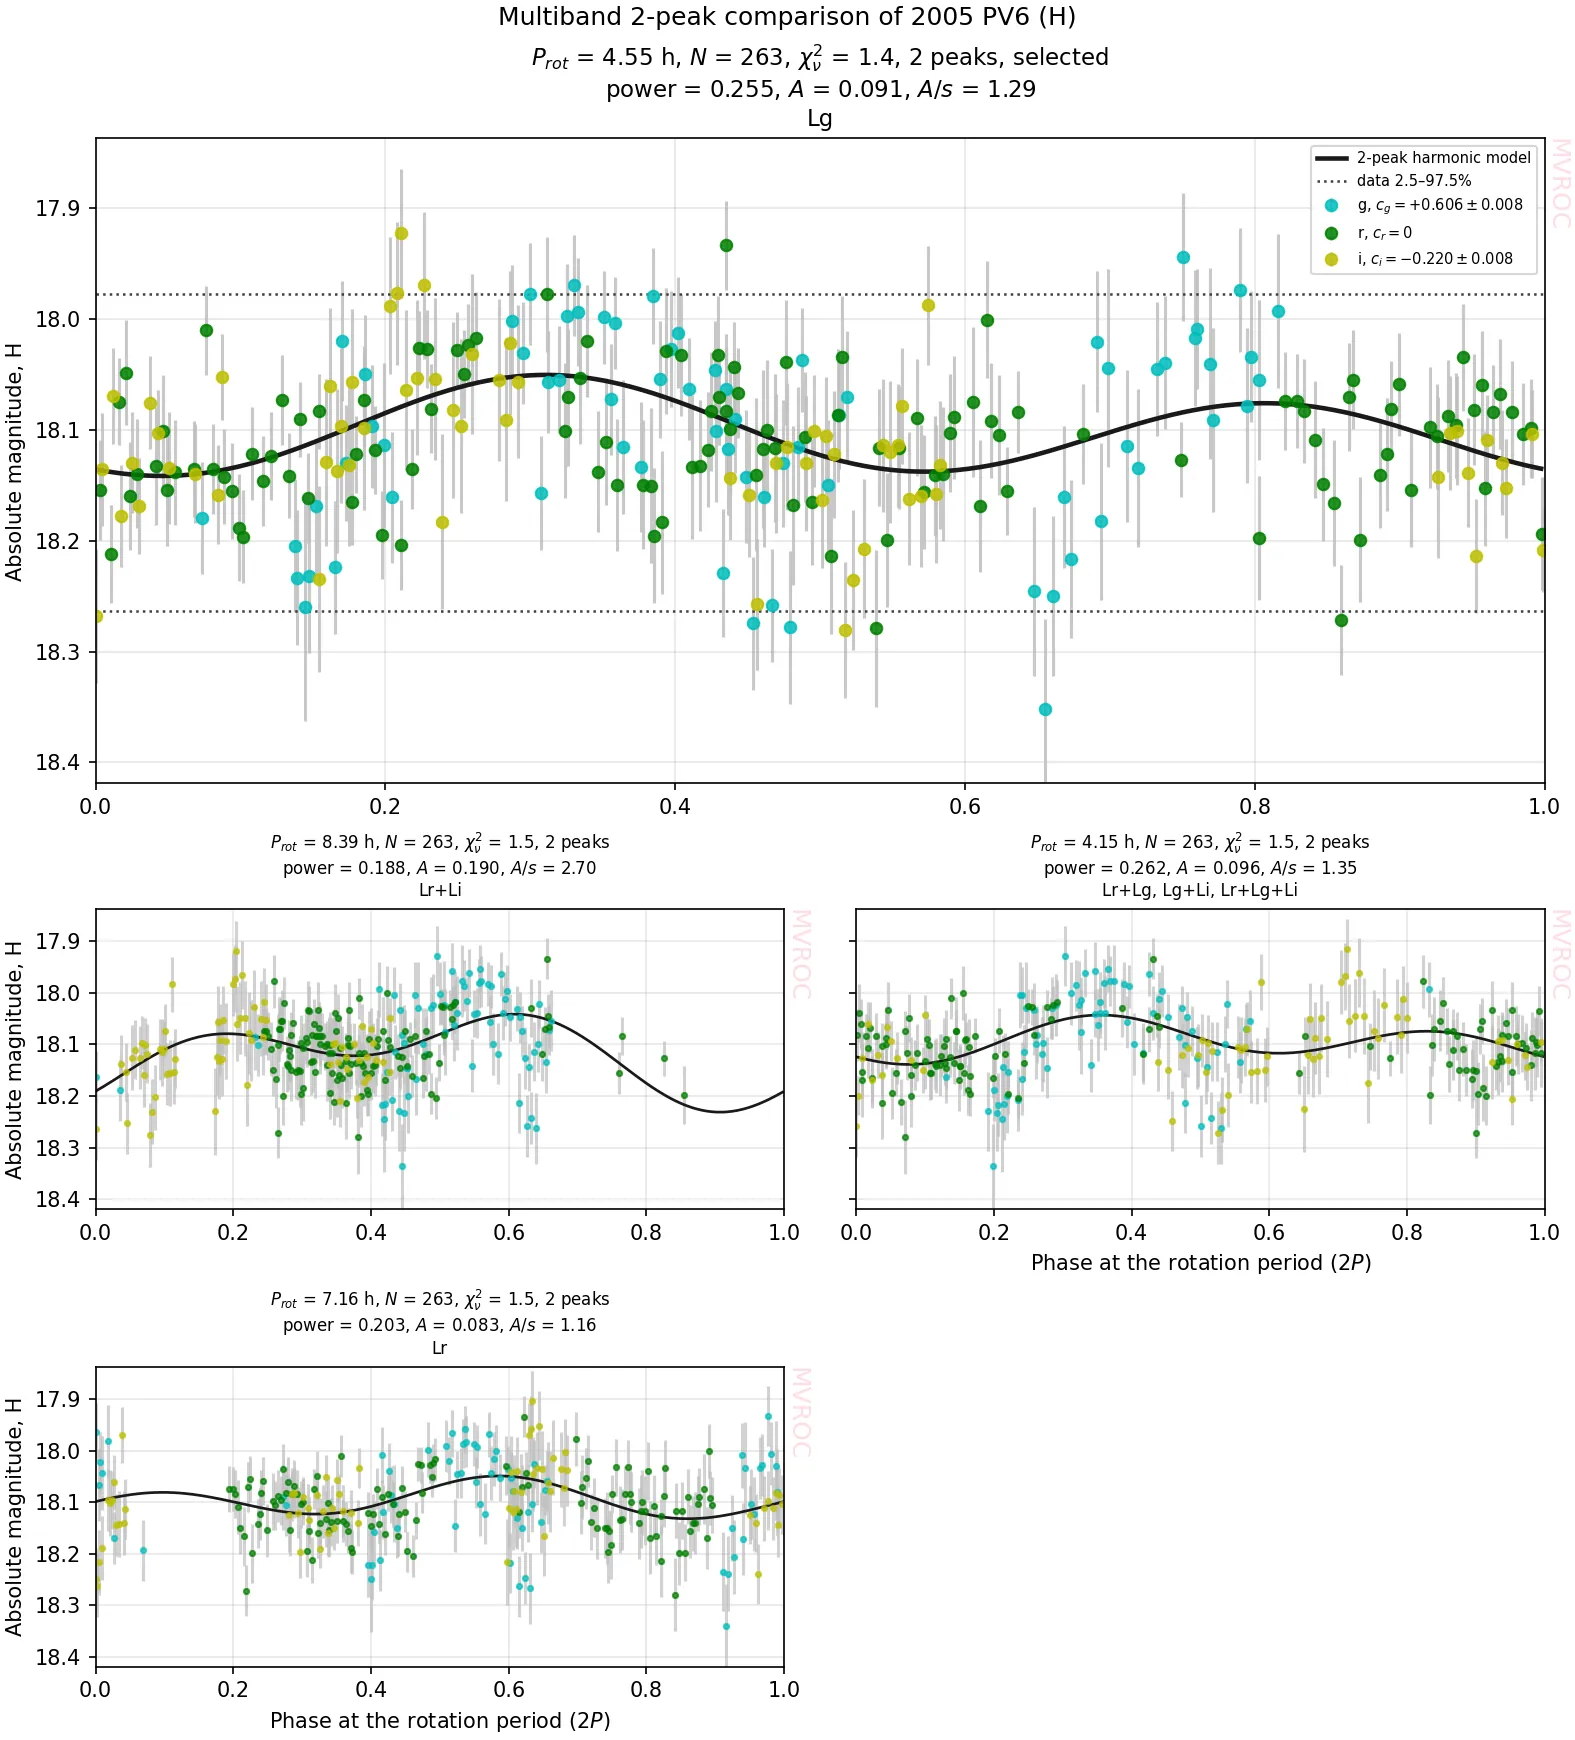 Multiband 2-peak comparison of 2005 PV6 (H)
P_rot = 4.55 h, N = 263, χ²_ν = 1.4, 2 peaks, selected
power = 0.255, A = 0.091, A/s = 1.29
Lg
2-peak harmonic model
data 2.5–97.5%
g, c_g = +0.606 ± 0.008
r, c_r = 0
i, c_i = −0.220 ± 0.008
MVROC
Absolute magnitude, H
17.9
18.0
18.1
18.2
18.3
18.4
0.0 0.2 0.4 0.6 0.8 1.0
P_rot = 8.39 h, N = 263, χ²_ν = 1.5, 2 peaks
power = 0.188, A = 0.190, A/s = 2.70
Lr+Li
MVROC
Absolute magnitude, H
17.9
18.0
18.1
18.2
18.3
18.4
0.0 0.2 0.4 0.6 0.8 1.0
P_rot = 4.15 h, N = 263, χ²_ν = 1.5, 2 peaks
power = 0.262, A = 0.096, A/s = 1.35
Lr+Lg, Lg+Li, Lr+Lg+Li
MVROC
0.0 0.2 0.4 0.6 0.8 1.0
Phase at the rotation period (2P)
P_rot = 7.16 h, N = 263, χ²_ν = 1.5, 2 peaks
power = 0.203, A = 0.083, A/s = 1.16
Lr
MVROC
Absolute magnitude, H
17.9
18.0
18.1
18.2
18.3
18.4
0.0 0.2 0.4 0.6 0.8 1.0
Phase at the rotation period (2P)